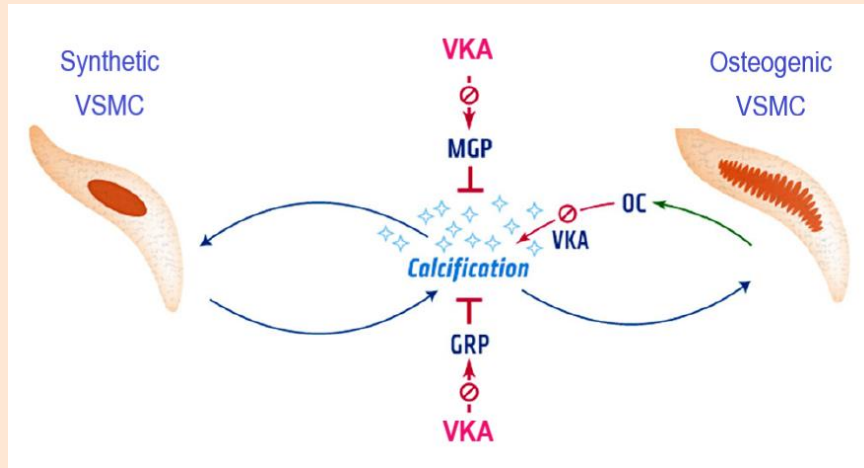 Synthetic
VSMC
VKA
MGP
Osteogenic
VSMC
OC
VKA
Calcification
GRP
VKA